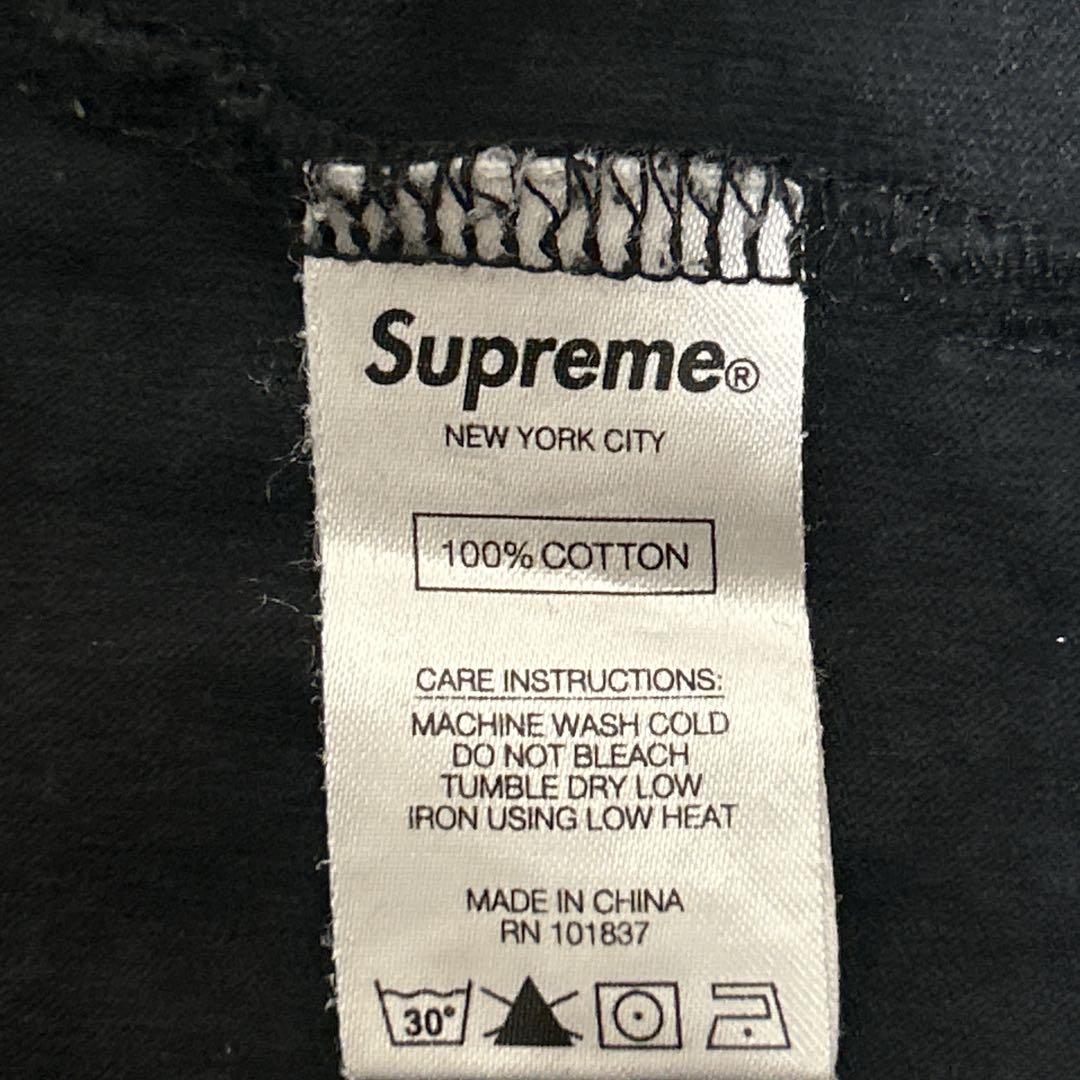 Supreme®
NEW YORK CITY
100% COTTON
CARE INSTRUCTIONS:
MACHINE WASH COLD
DO NOT BLEACH
TUMBLE DRY LOW
IRON USING LOW HEAT
MADE IN CHINA
RN 101837
30°